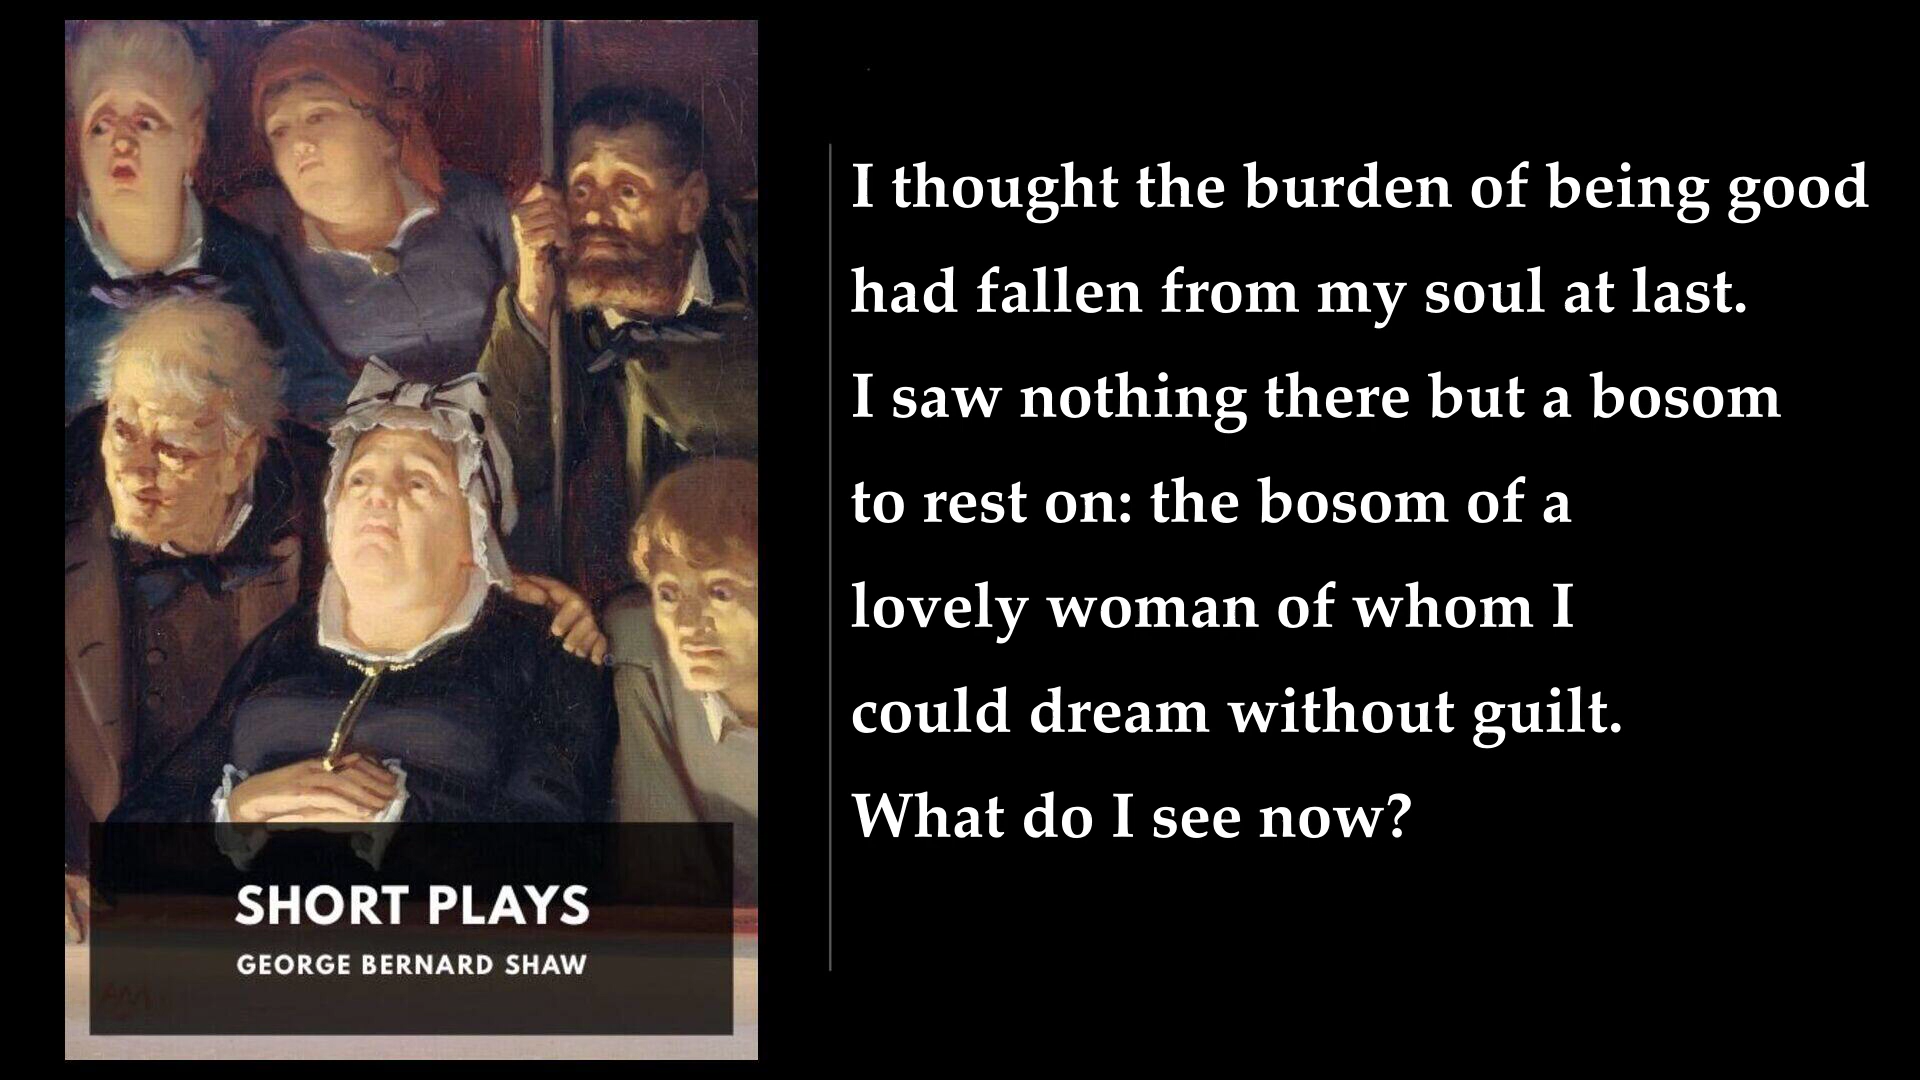 SHORT PLAYS
GEORGE BERNARD SHAW
I thought the burden of being good
had fallen from my soul at last.
I saw nothing there but a bosom
to rest on: the bosom of a
lovely woman of whom I
could dream without guilt.
What do I see now?